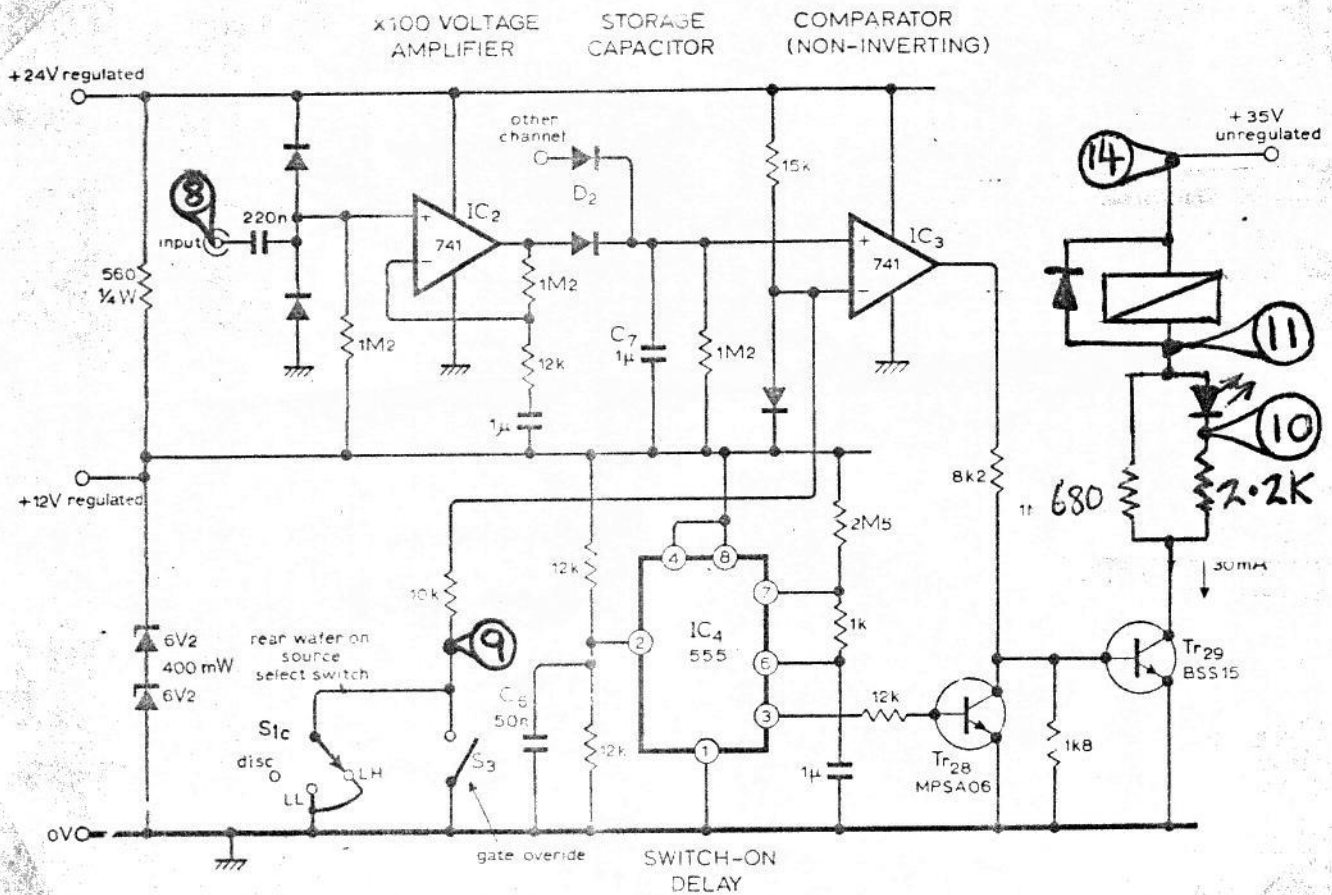 X100 VOLTAGE
AMPLIFIER
STORAGE
CAPACITOR
COMPARATOR
(NON-INVERTING)
+24V regulated
other
channel
D2
+35V
unregulated
14
15k
8
220n
input
IC2
+
741
−
IC3
+
741
−
560
¼W
1M2
1M2
12k
1µ
C7
1µ
1M2
11
10
+12V regulated
8k2
680
2.2K
30mA
2M5
12k
4
8
7
1k
10k
9
2
IC4
555
6
6V2
400mW
6V2
rear wafer on
source
select switch
C6
50n
12k
3
12k
Tr29
BSS15
S1c
disc
LH
LL
S3
1
1µ
Tr28
MPSA06
1k8
0V
gate overide
SWITCH-ON
DELAY